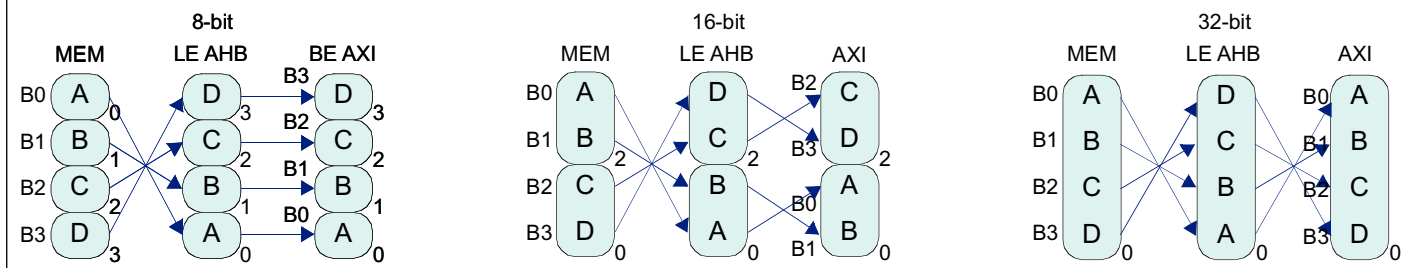 8-bit 16-bit 32-bit
MEM LE AHB BE AXI MEM LE AHB AXI MEM LE AHB AXI
B0 A 0 D 3 B3 D 3 B0 A D B2 C B0 A D B0 A
B1 B 1 C 2 B2 C 2 B1 B 2 C 2 B3 D 2 B1 B C B1 B
B2 C 2 B 1 B1 B 1 B2 C B B0 A B2 C B B2 C
B3 D 3 A 0 B0 A 0 B3 D 0 A 0 B1 B 0 B3 D 0 A 0 B3 D 0